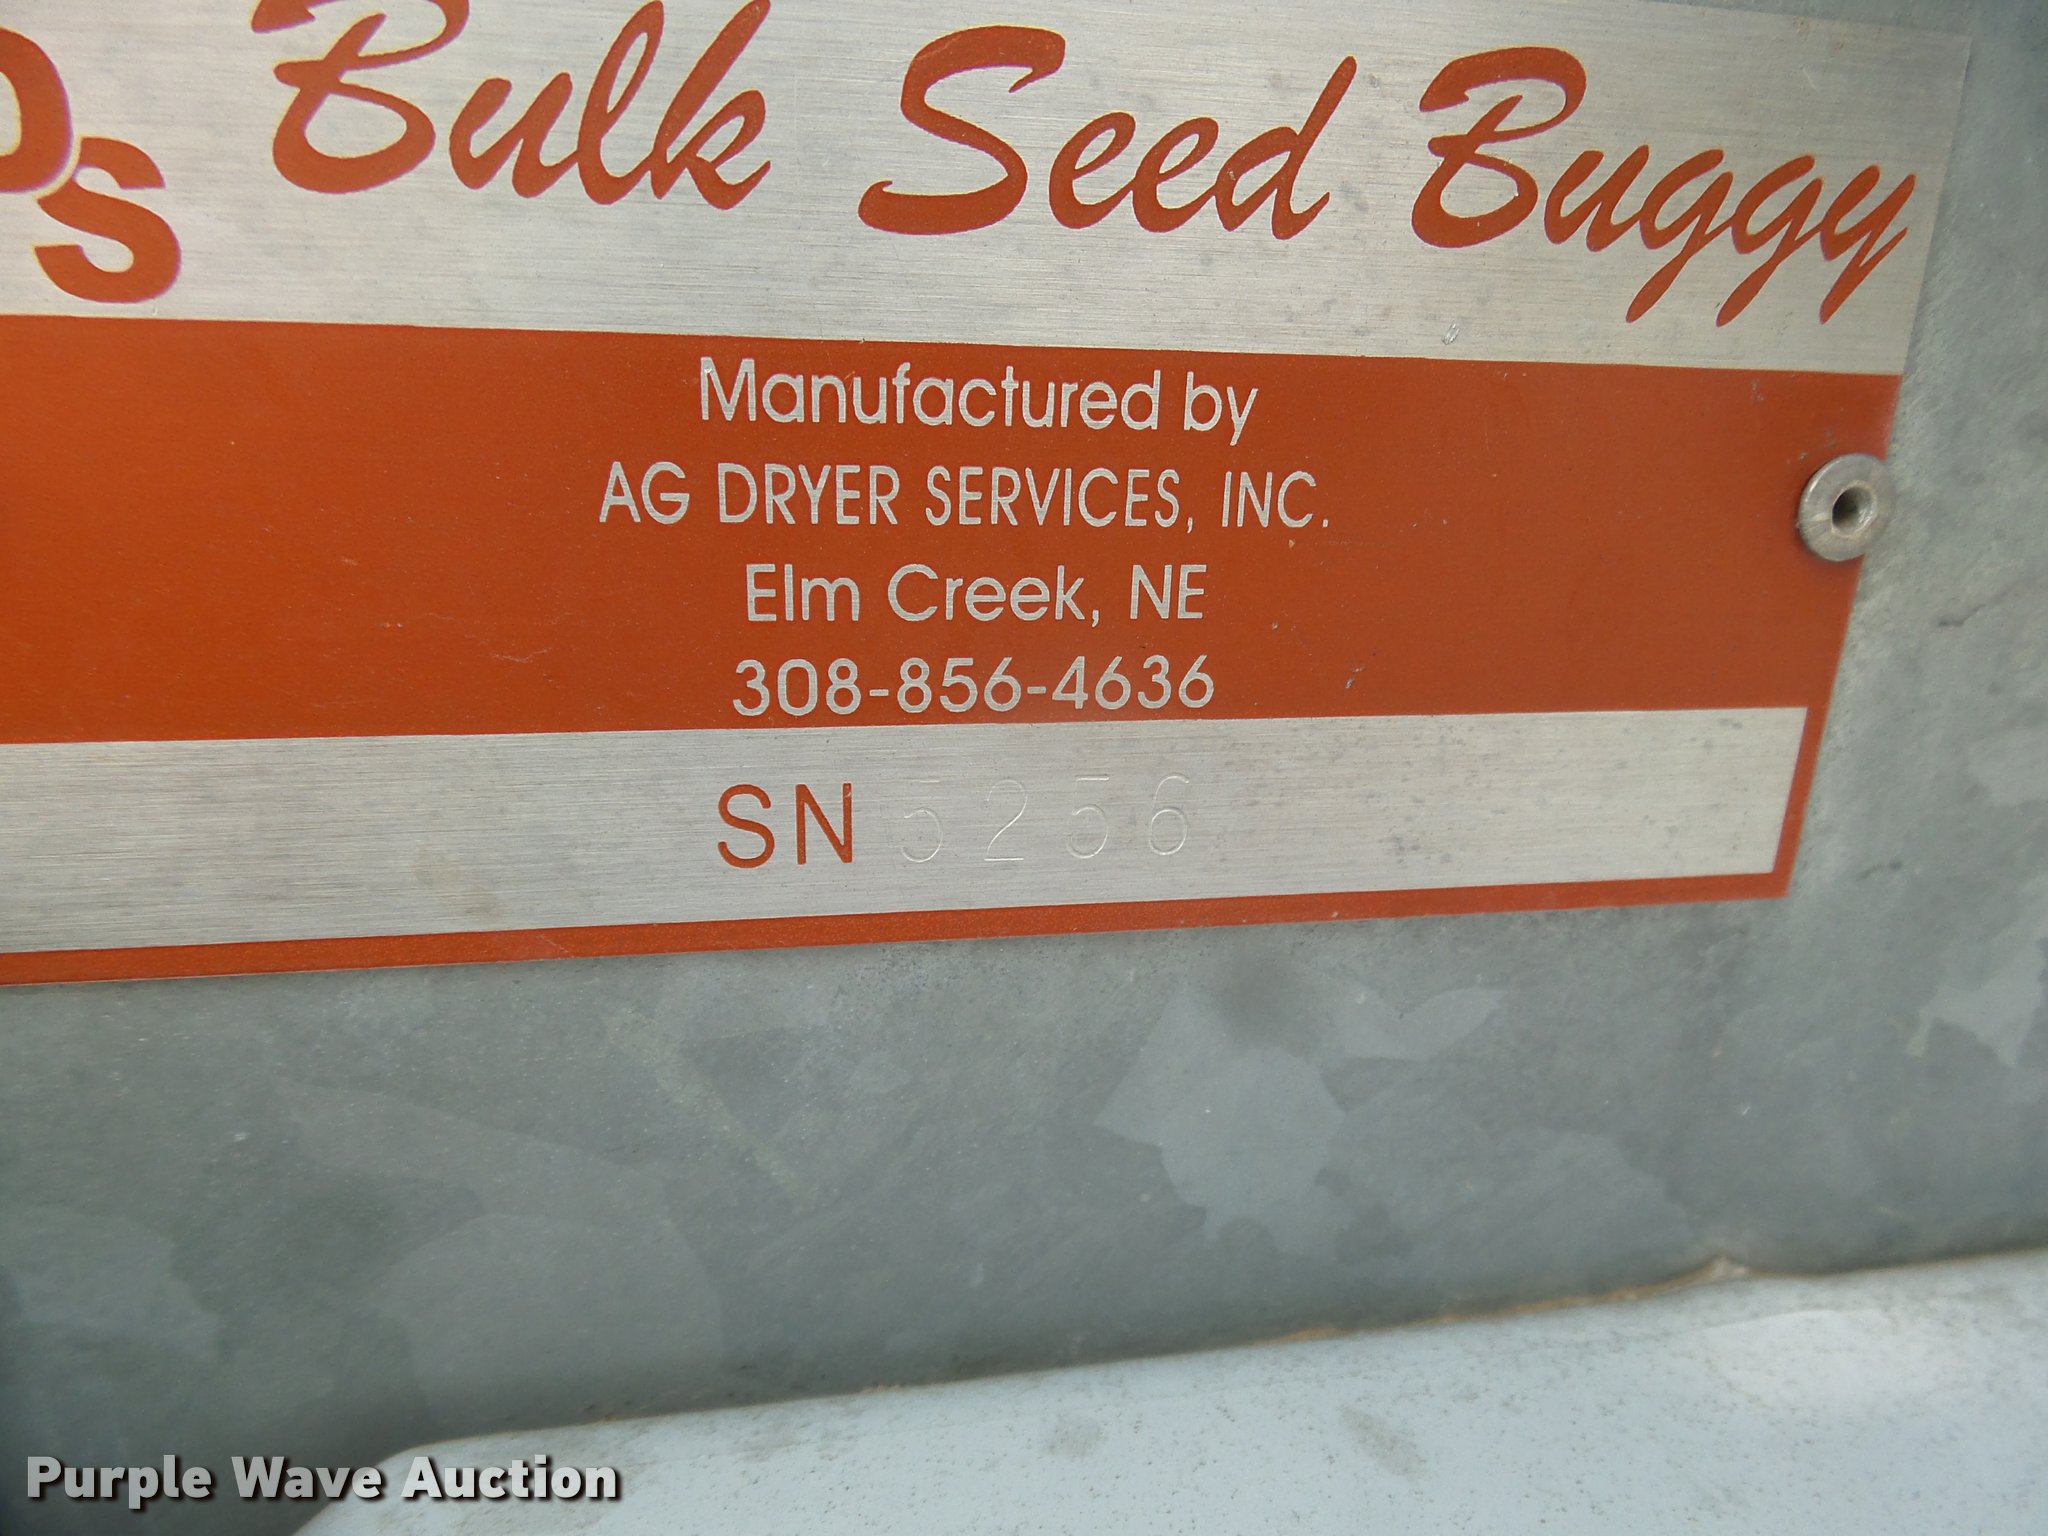 DS Bulk Seed Buggy
Manufactured by
AG DRYER SERVICES, INC.
Elm Creek, NE
308-856-4636
SN 5256
Purple Wave Auction